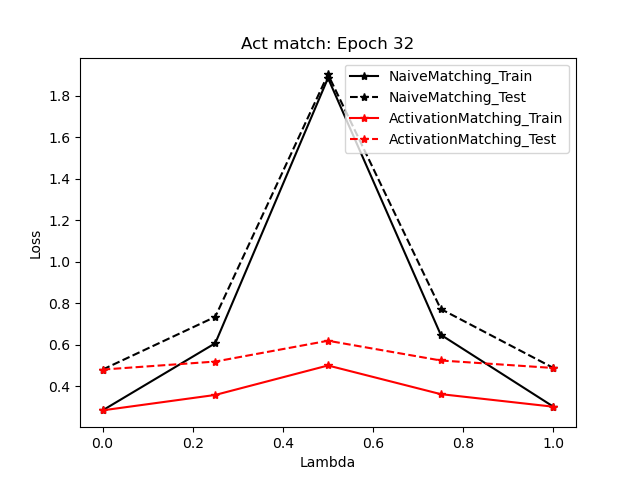 Act match: Epoch 32
NaiveMatching_Train
NaiveMatching_Test
ActivationMatching_Train
ActivationMatching_Test
1.8
1.6
1.4
1.2
1.0
0.8
0.6
0.4
Loss
0.0 0.2 0.4 0.6 0.8 1.0
Lambda